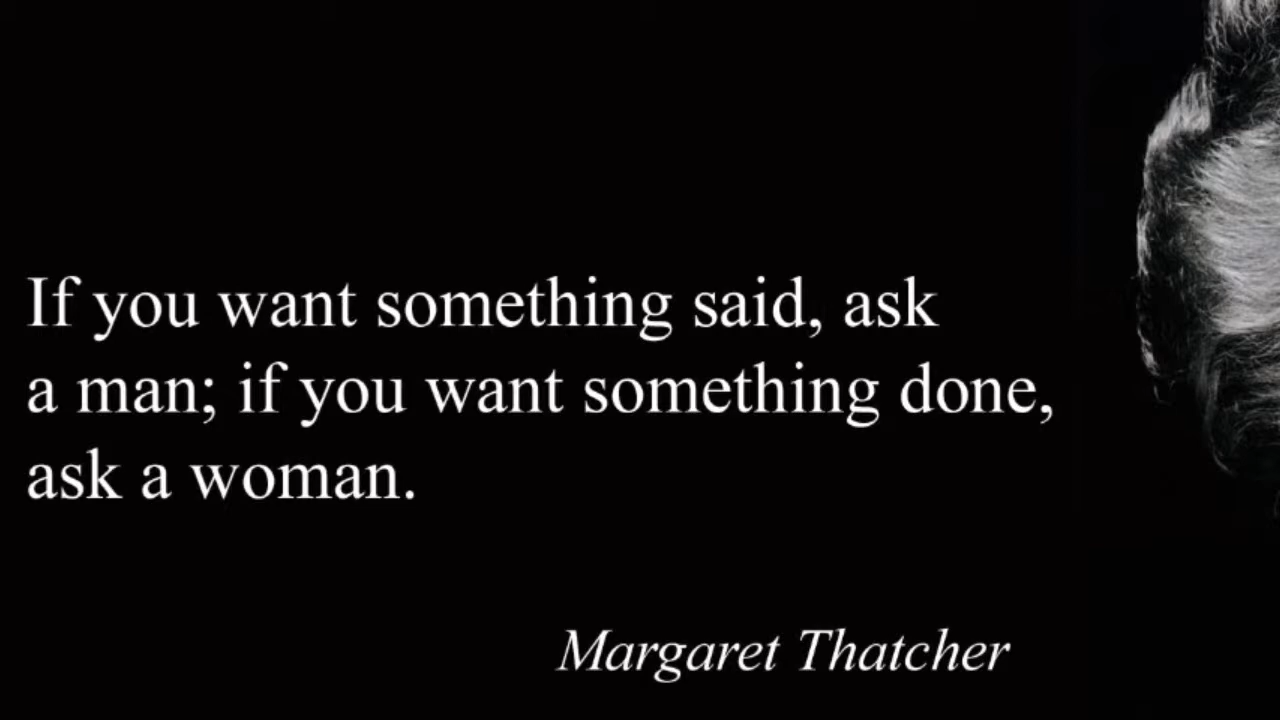 If you want something said, ask
a man; if you want something done,
ask a woman.
Margaret Thatcher